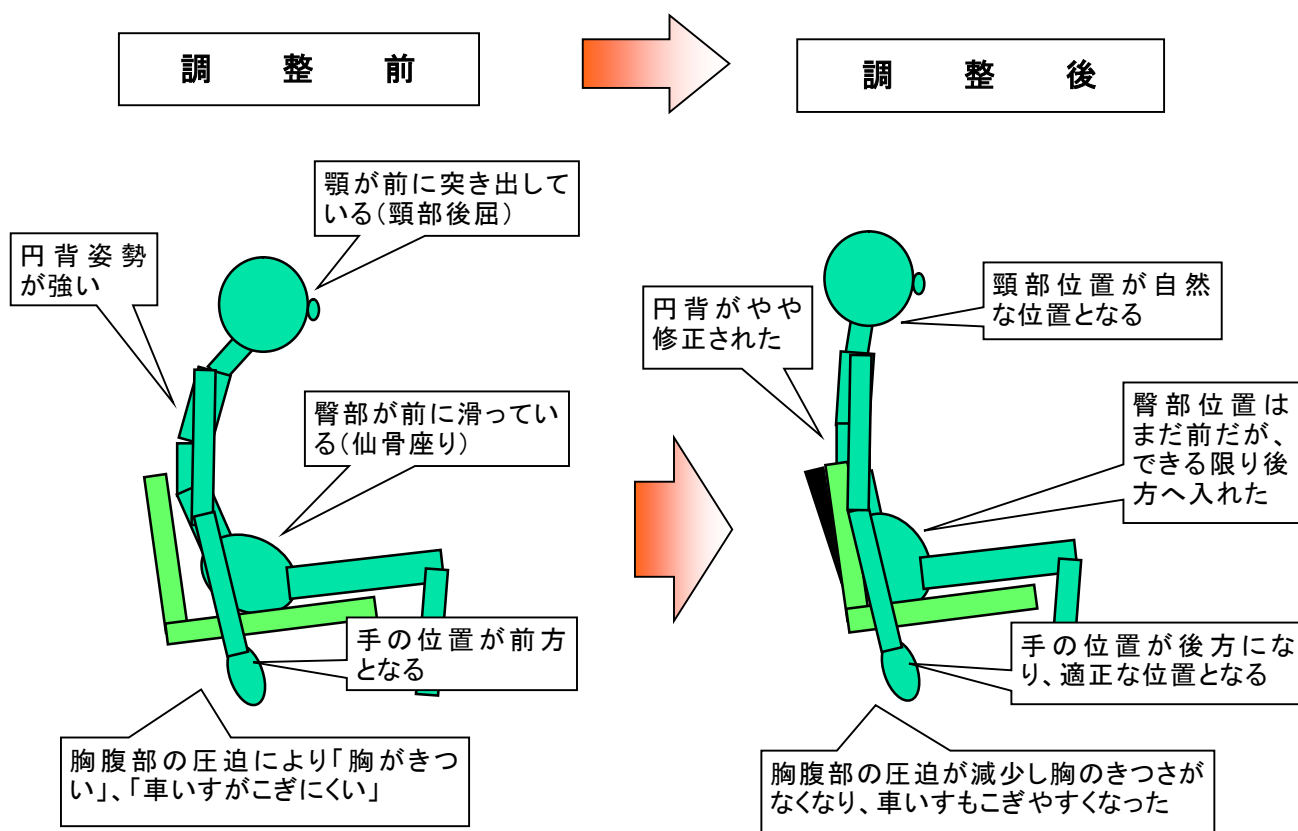 調整前
調整後
顎が前に突き出して
いる(頸部後屈)
円背姿勢
が強い
臀部が前に滑ってい
る(仙骨座り)
手の位置が前方
となる
胸腹部の圧迫により「胸がきつ
い」、「車いすがこぎにくい」
頸部位置が自然
な位置となる
円背がやや
修正された
臀部位置は
まだ前だが、
できる限り後
方へ入れた
手の位置が後方にな
り、適正な位置となる
胸腹部の圧迫が減少し胸のきつさが
なくなり、車いすもこぎやすくなった